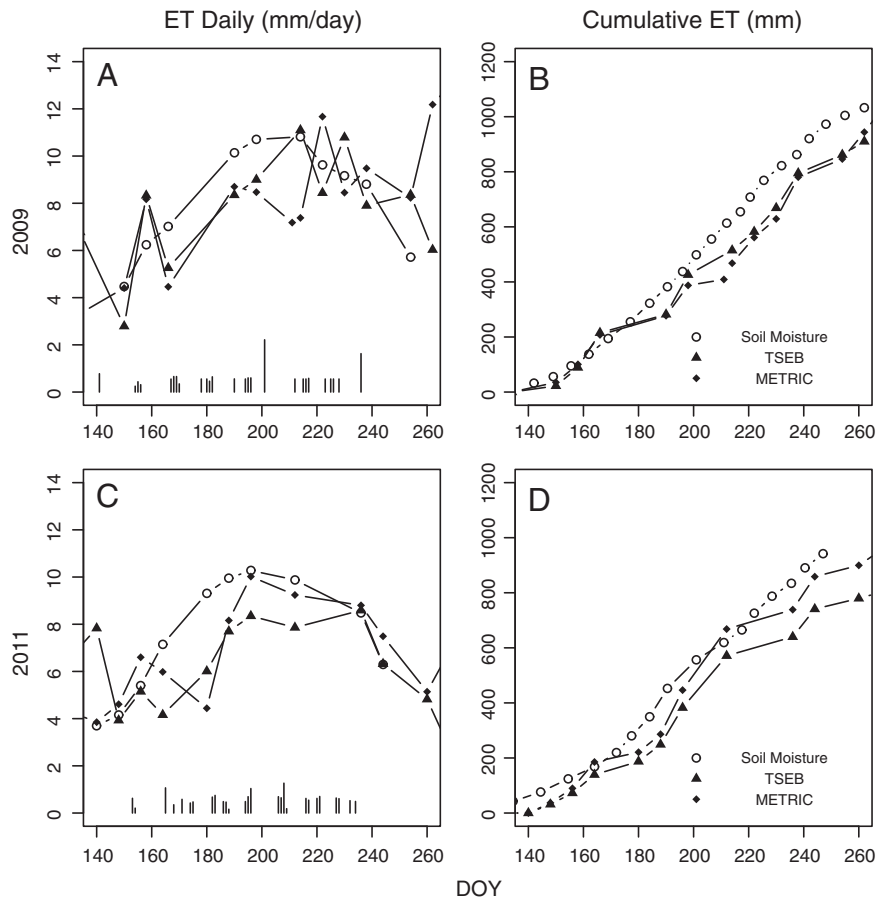 ET Daily (mm/day)
Cumulative ET (mm)
A
2009
0 2 4 6 8 10 12 14
140 160 180 200 220 240 260
B
0 200 400 600 800 1000 1200
Soil Moisture
TSEB
METRIC
140 160 180 200 220 240 260
C
2011
0 2 4 6 8 10 12 14
140 160 180 200 220 240 260
D
0 200 400 600 800 1000 1200
Soil Moisture
TSEB
METRIC
140 160 180 200 220 240 260
DOY